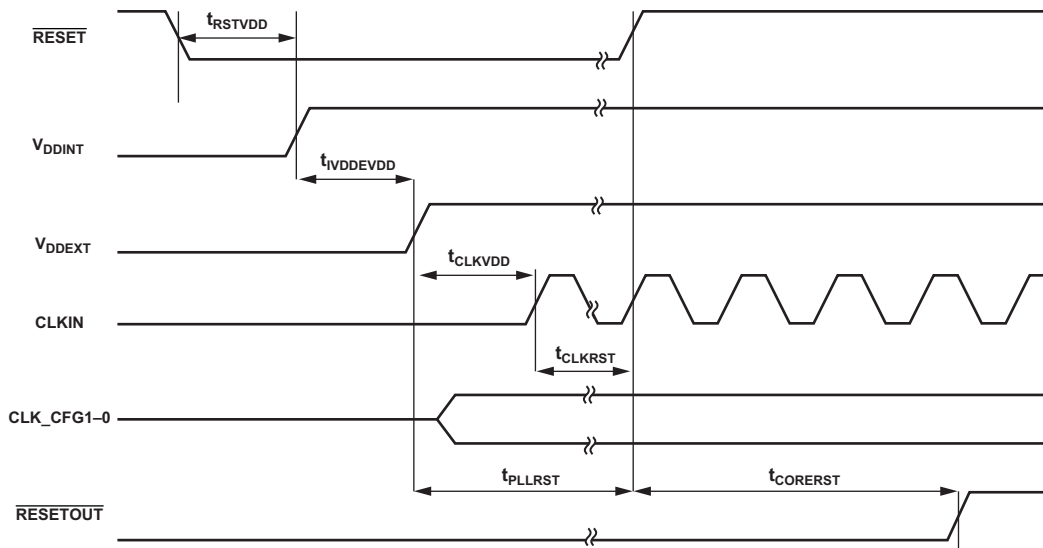 RESET
tRSTVDD
VDDINT
tIVDDEVDD
VDDEXT
tCLKVDD
CLKIN
tCLKRST
CLK_CFG1–0
tPLLRST
tCORERST
RESETOUT